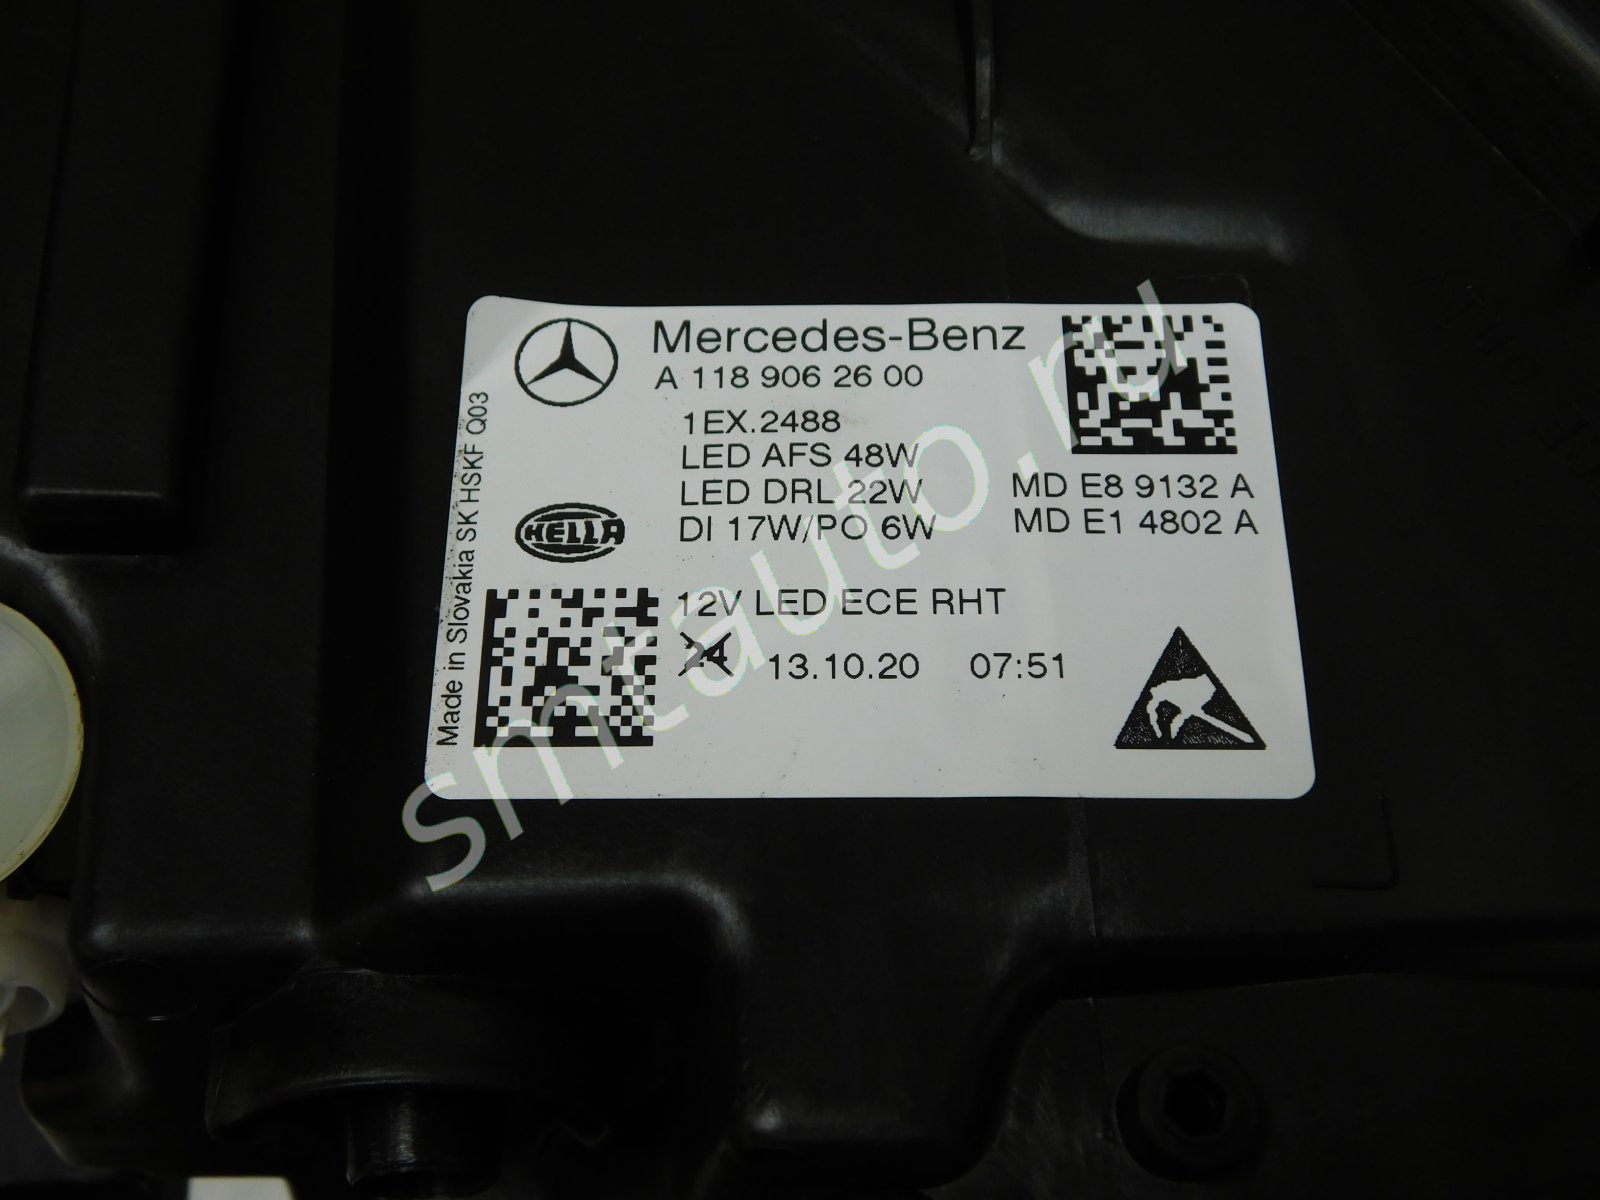 Mercedes-Benz
A 118 906 26 00
1EX.2488
LED AFS 48W
LED DRL 22W
DI 17W/PO 6W
MD E8 9132 A
MD E1 4802 A
HELLA
12V LED ECE RHT
24
13.10.20 07:51
Made in Slovakia SK HSKF Q03
smtauto.ru